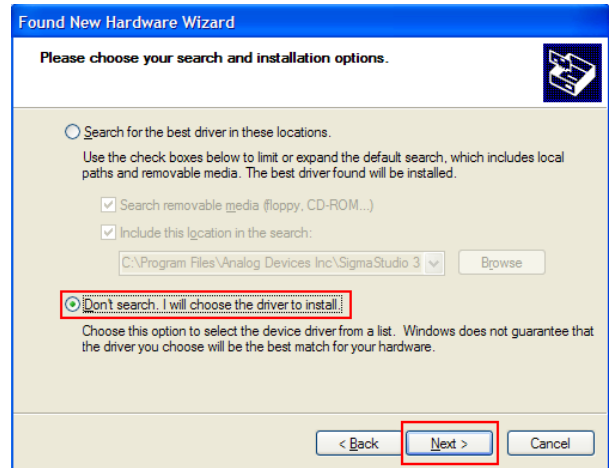 Found New Hardware Wizard
Please choose your search and installation options.
Search for the best driver in these locations.
Use the check boxes below to limit or expand the default search, which includes local
paths and removable media. The best driver found will be installed.
Search removable media (floppy, CD-ROM...)
Include this location in the search:
C:\Program Files\Analog Devices Inc\SigmaStudio 3
Browse
Don't search. I will choose the driver to install.
Choose this option to select the device driver from a list. Windows does not guarantee that
the driver you choose will be the best match for your hardware.
< Back Next > Cancel